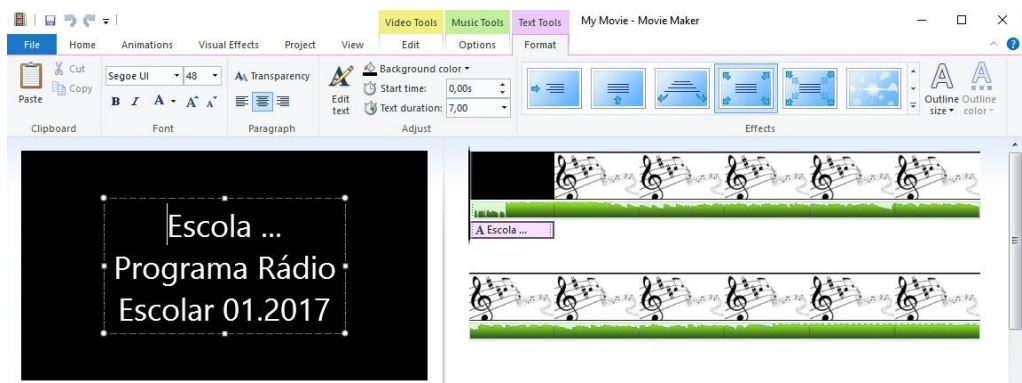 Video Tools Music Tools Text Tools My Movie - Movie Maker
File Home Animations Visual Effects Project View Edit Options Format
Paste
Cut
Copy
Clipboard
Segoe UI 48
B I A A A
Font
Transparency
Paragraph
Edit text
Background color
Start time: 0,00s
Text duration: 7,00
Adjust
Effects
Outline size
Outline color
Escola ...
Programa Rádio
Escolar 01.2017
A Escola ...